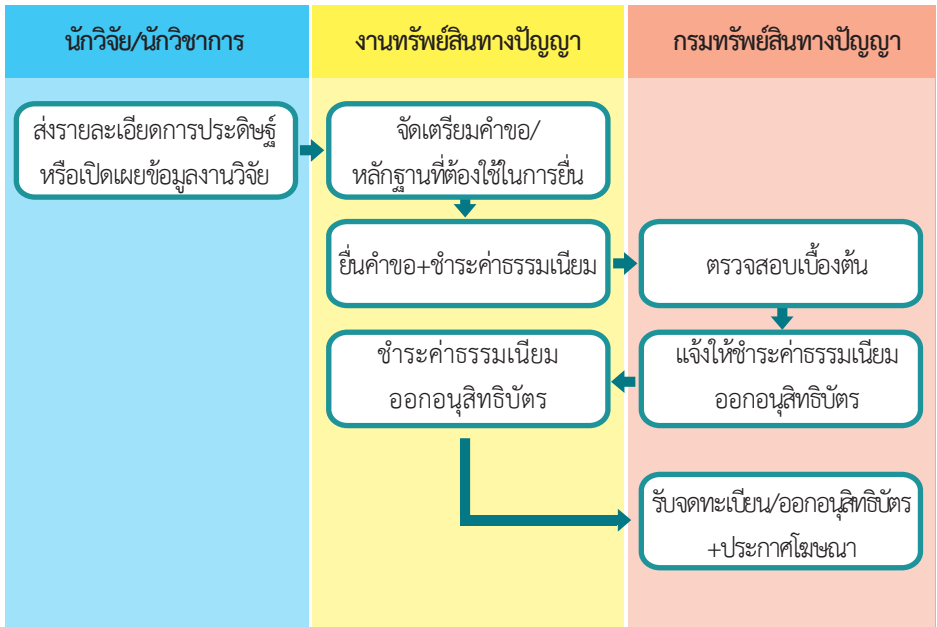 นักวิจัย/นักวิชาการ
งานทรัพย์สินทางปัญญา
กรมทรัพย์สินทางปัญญา
ส่งรายละเอียดการประดิษฐ์
หรือเปิดเผยข้อมูลงานวิจัย
จัดเตรียมคำขอ/
หลักฐานที่ต้องใช้ในการยื่น
ยื่นคำขอ+ชำระค่าธรรมเนียม
ตรวจสอบเบื้องต้น
แจ้งให้ชำระค่าธรรมเนียม
ออกอนุสิทธิบัตร
ชำระค่าธรรมเนียม
ออกอนุสิทธิบัตร
รับจดทะเบียน/ออกอนุสิทธิบัตร
+ประกาศโฆษณา